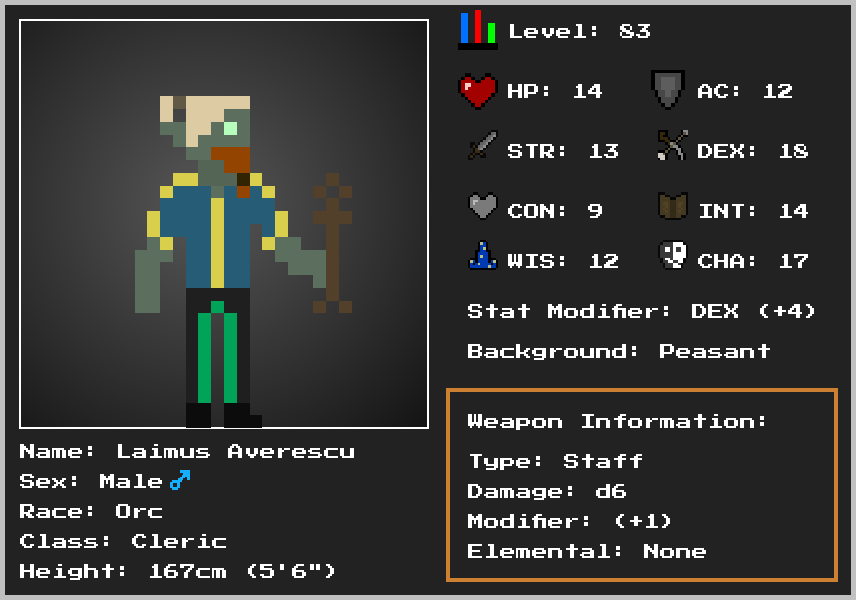 Level: 83
HP: 14
AC: 12
STR: 13
DEX: 18
CON: 9
INT: 14
WIS: 12
CHA: 17
Stat Modifier: DEX (+4)
Background: Peasant
Weapon Information:
Type: Staff
Damage: d6
Modifier: (+1)
Elemental: None
Name: Laimus Averescu
Sex: Male♂
Race: Orc
Class: Cleric
Height: 167cm (5'6")